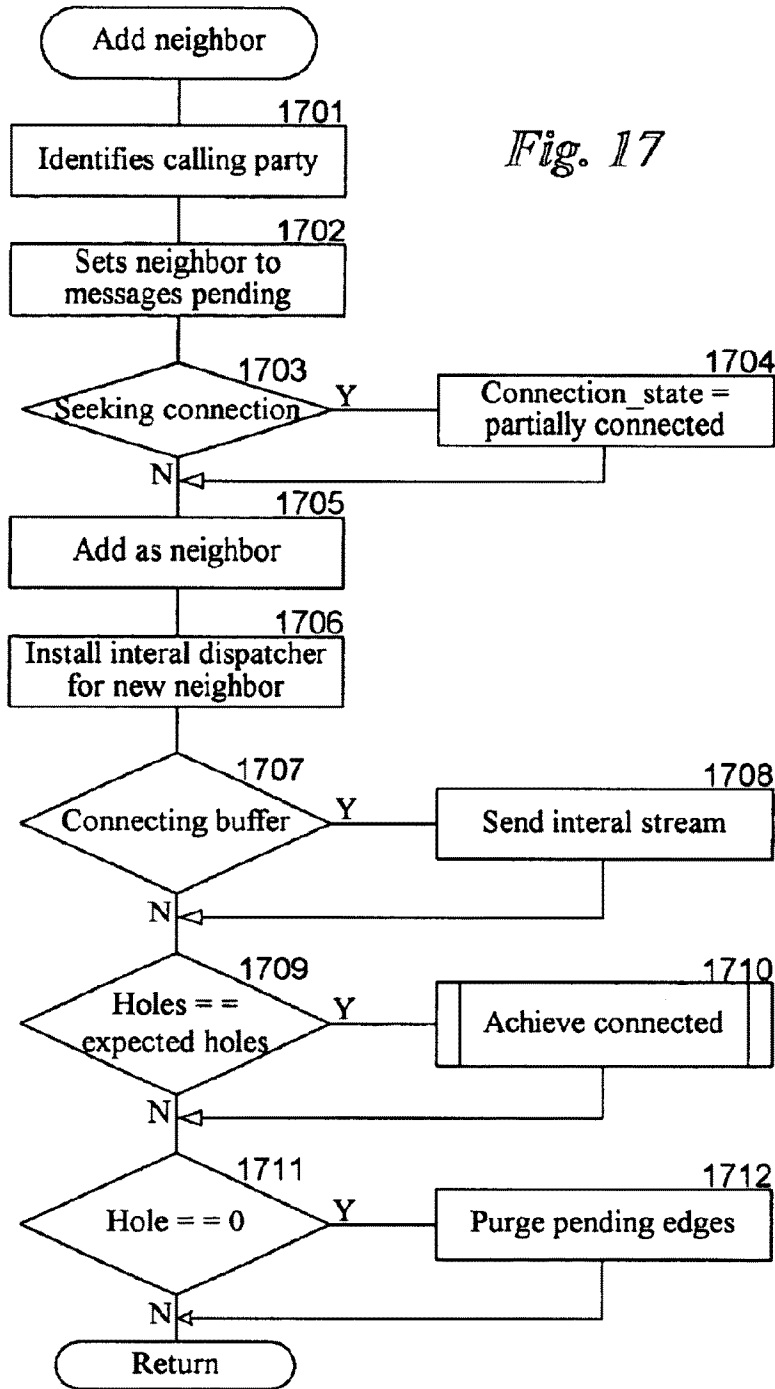 Add neighbor
Fig. 17
1701
Identifies calling party
1702
Sets neighbor to
messages pending
1703
Seeking connection
Y
N
1704
Connection_state =
partially connected
1705
Add as neighbor
1706
Install interal dispatcher
for new neighbor
1707
Connecting buffer
Y
N
1708
Send interal stream
1709
Holes = =
expected holes
Y
N
1710
Achieve connected
1711
Hole = = 0
Y
N
1712
Purge pending edges
Return